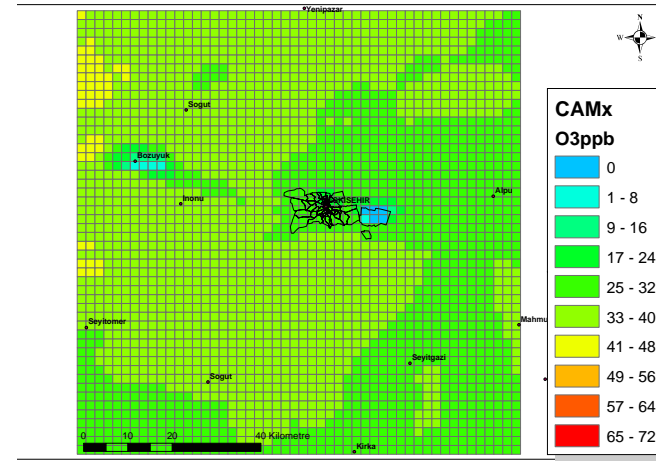 Yenipazar
N
W
E
S
Sogut
CAMx
O3ppb
0
Bozuyuk
1 - 8
Inonu
Alpu
9 - 16
ESKISEHIR
17 - 24
25 - 32
33 - 40
Seyitomer
Mahmu
41 - 48
Seyitgazi
49 - 56
Sogut
57 - 64
0 10 20 40 Kilometre
Kirka
65 - 72